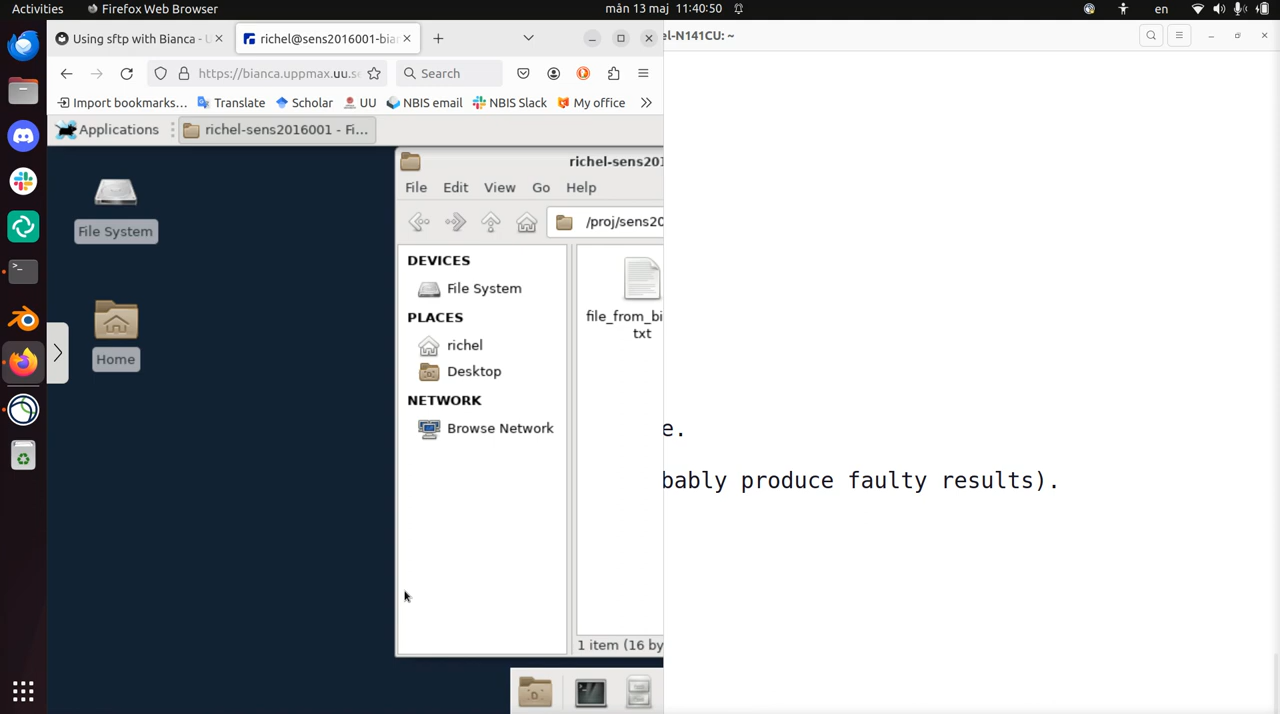 Activities Firefox Web Browser mån 13 maj 11:40:50 en
Using sftp with Bianca - U
richel@sens2016001-bian
el-N141CU: ~
https://bianca.uppmax.uu.se
Search
Import bookmarks... Translate Scholar UU NBIS email NBIS Slack My office
Applications richel-sens2016001 - Fi...
richel-sens201
File Edit View Go Help
/proj/sens20
File System
Home
DEVICES
File System
PLACES
richel
Desktop
NETWORK
Browse Network
file_from_bi
txt
1 item (16 by
e.
bably produce faulty results).